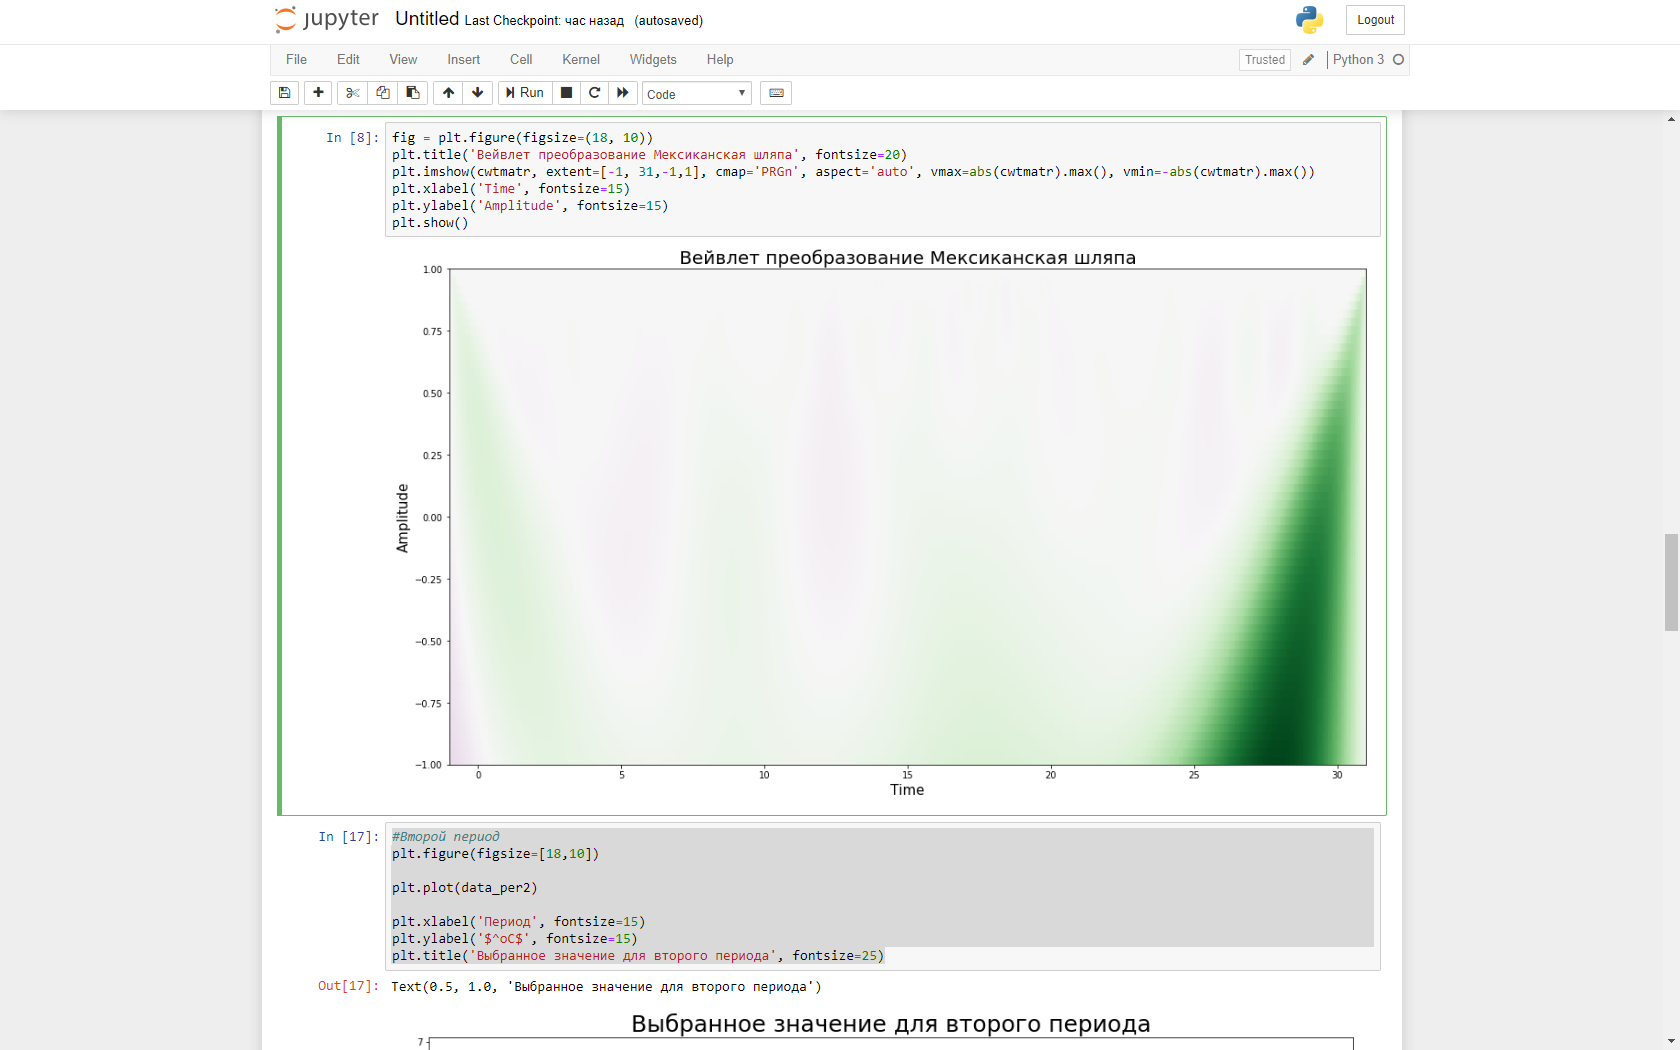 jupyter Untitled Last Checkpoint: час назад (autosaved)
Logout
File Edit View Insert Cell Kernel Widgets Help
Trusted Python 3
Run Code
In [8]: fig = plt.figure(figsize=(18, 10))
plt.title('Вейвлет преобразование Мексиканская шляпа', fontsize=20)
plt.imshow(cwtmatr, extent=[-1, 31,-1,1], cmap='PRGn', aspect='auto', vmax=abs(cwtmatr).max(), vmin=-abs(cwtmatr).max())
plt.xlabel('Time', fontsize=15)
plt.ylabel('Amplitude', fontsize=15)
plt.show()
Вейвлет преобразование Мексиканская шляпа
1.00
0.75
0.50
0.25
0.00
−0.25
−0.50
−0.75
−1.00
Amplitude
0 5 10 15 20 25 30
Time
In [17]: #Второй период
plt.figure(figsize=[18,10])
plt.plot(data_per2)
plt.xlabel('Период', fontsize=15)
plt.ylabel('$^oC$', fontsize=15)
plt.title('Выбранное значение для второго периода', fontsize=25)
Out[17]: Text(0.5, 1.0, 'Выбранное значение для второго периода')
Выбранное значение для второго периода
7